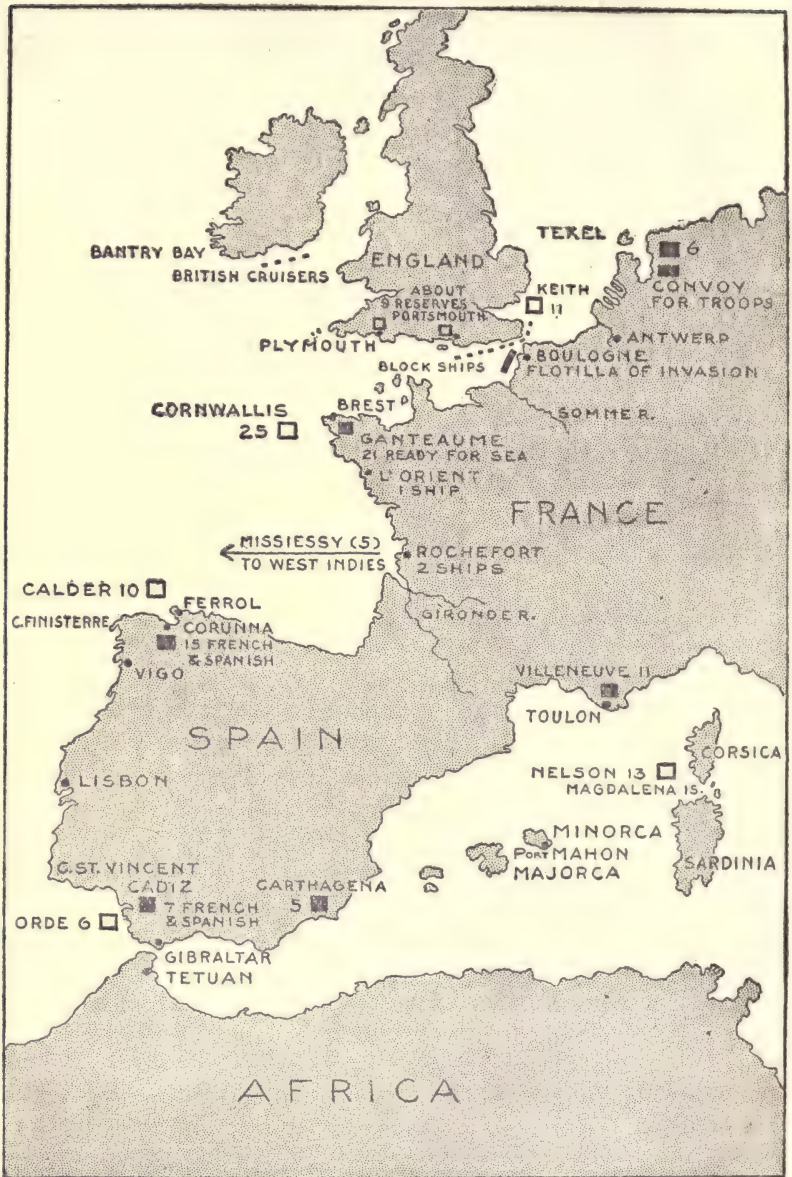 TEXEL
6
CONVOY
FOR TROOPS
BANTRY BAY
BRITISH CRUISERS
ENGLAND
KEITH
11
ABOUT
9 RESERVES
PORTSMOUTH
PLYMOUTH
BLOCK SHIPS
ANTWERP
BOULOGNE
FLOTILLA OF INVASION
SOMME R.
CORNWALLIS
25
BREST
GANTEAUME
21 READY FOR SEA
L'ORIENT
1 SHIP
FRANCE
MISSIESSY (5)
TO WEST INDIES
ROCHEFORT
2 SHIPS
GIRONDE R.
CALDER 10
FERROL
C.FINISTERRE
CORUNNA
15 FRENCH
& SPANISH
VIGO
VILLENEUVE 11
TOULON
SPAIN
CORSICA
NELSON 13
MAGDALENA IS.
LISBON
MINORCA
PORT MAHON
MAJORCA
SARDINIA
C.ST. VINCENT
CADIZ
7 FRENCH
& SPANISH
CARTHAGENA
5
ORDE 6
GIBRALTAR
TETUAN
AFRICA